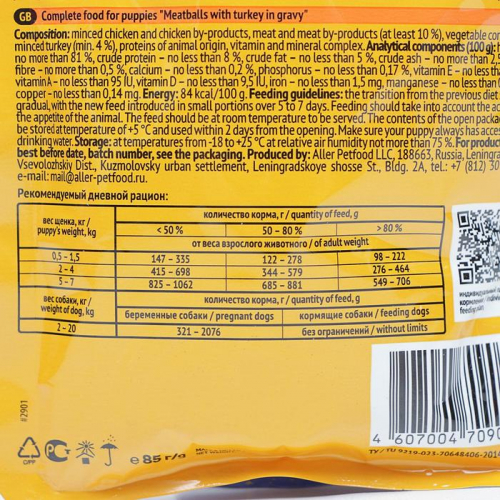 GB Complete food for puppies "Meatballs with turkey in gravy"
Composition: minced chicken and chicken by-products, meat and meat by-products (at least 10 %), vegetable
minced turkey (min. 4 %), proteins of animal origin, vitamin and mineral complex. Analytical components (100 g):
no more than 81 %, crude protein – no less than 8 %, crude fat – no less than 5 %, crude ash – no more than
fibre – no more than 0,5 %, calcium – no less than 0,2 %, phosphorus – no less than 0,17 %, vitamin E – no less
vitamin A – no less than 95 IU, vitamin D – no less than 9,5 IU, iron – no less than 1,5 mg, manganese – no less than
copper – no less than 0,14 mg. Energy: 84 kcal/100 g. Feeding guidelines: the transition from the previous diet
gradual, with the new feed introduced in small portions over 5 to 7 days. Feeding should take into account the
the appetite of the animal. The feed should be at room temperature to be served. The contents of the open
be stored at temperature of +5 °C and used within 2 days from the opening. Make sure your puppy always has
drinking water. Storage: at temperatures from -18 to +25 °C at relative air humidity not more than 75 %. For
best before date, batch number, see the packaging. Produced by: Aller Petfood LLC, 188663, Russia,
Vsevolozhsky Dist., Kuzmolovsky urban settlement, Leningradskoye shosse St., Bldg. 2A, tel.: +7 (812)
e-mail: mail@aller-petfood.ru.
Рекомендуемый дневной рацион:
вес щенка, кг / puppy's weight, kg
количество корма, г / quantity of feed, g
< 50 % 50 – 80 % > 80 %
от веса взрослого животного / of adult weight
0,5 – 1,5 147 – 335 122 – 278 98 – 222
2 – 4 415 – 698 344 – 579 276 – 464
5 – 7 825 – 1062 685 – 881 549 – 706
вес собаки, кг / weight of dog, kg
количество корма, г / quantity of feed, g
беременные собаки / pregnant dogs кормящие собаки / feeding dogs
2 – 20 321 – 2076 без ограничений / without limits
#2901
CIPP
РСТ
e 85 г/g
4 607004 7090
ТУ/TU 9219-023-70648406-2014